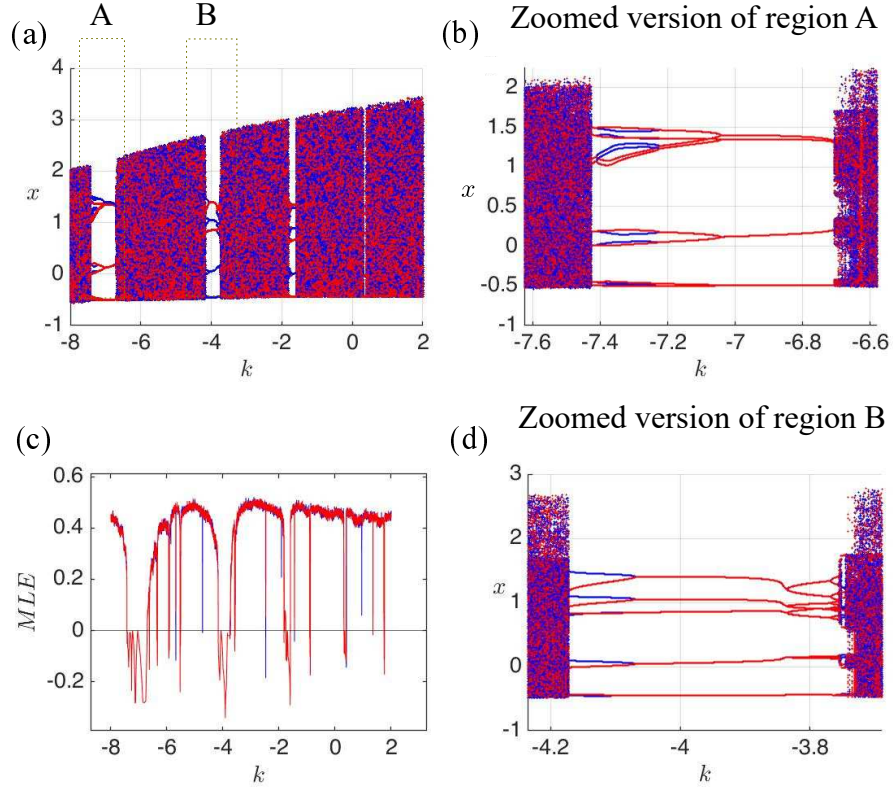 (a)
A
B
4
3
2
1
0
-1
x
-8
-6
-4
-2
0
2
k
(b)
Zoomed version of region A
2
1.5
1
0.5
0
-0.5
-1
x
-7.6
-7.4
-7.2
-7
-6.8
-6.6
k
(c)
0.6
0.4
0.2
0
-0.2
MLE
-8
-6
-4
-2
0
2
k
(d)
Zoomed version of region B
3
2
1
0
-1
x
-4.2
-4
-3.8
k